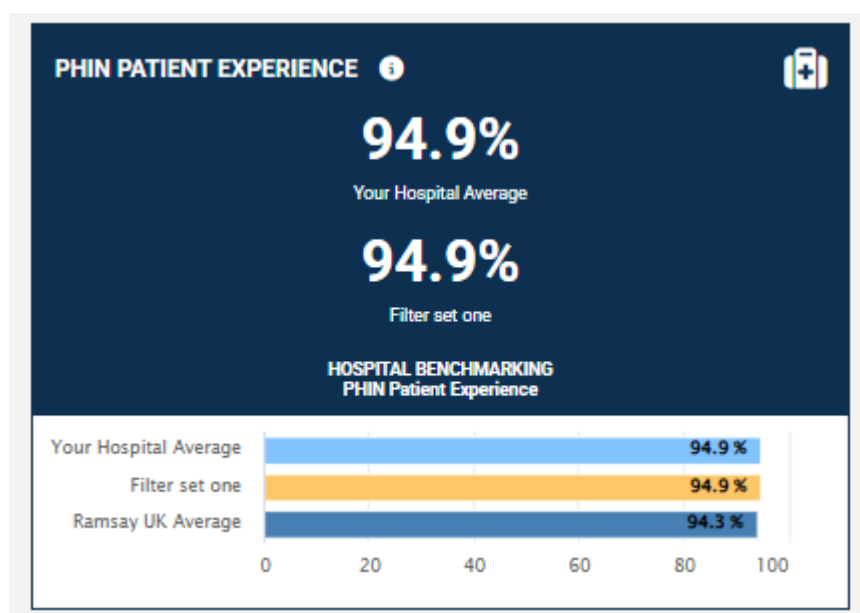 PHIN PATIENT EXPERIENCE
94.9%
Your Hospital Average
94.9%
Filter set one
HOSPITAL BENCHMARKING
PHIN Patient Experience
Your Hospital Average 94.9 %
Filter set one 94.9 %
Ramsay UK Average 94.3 %
0 20 40 60 80 100